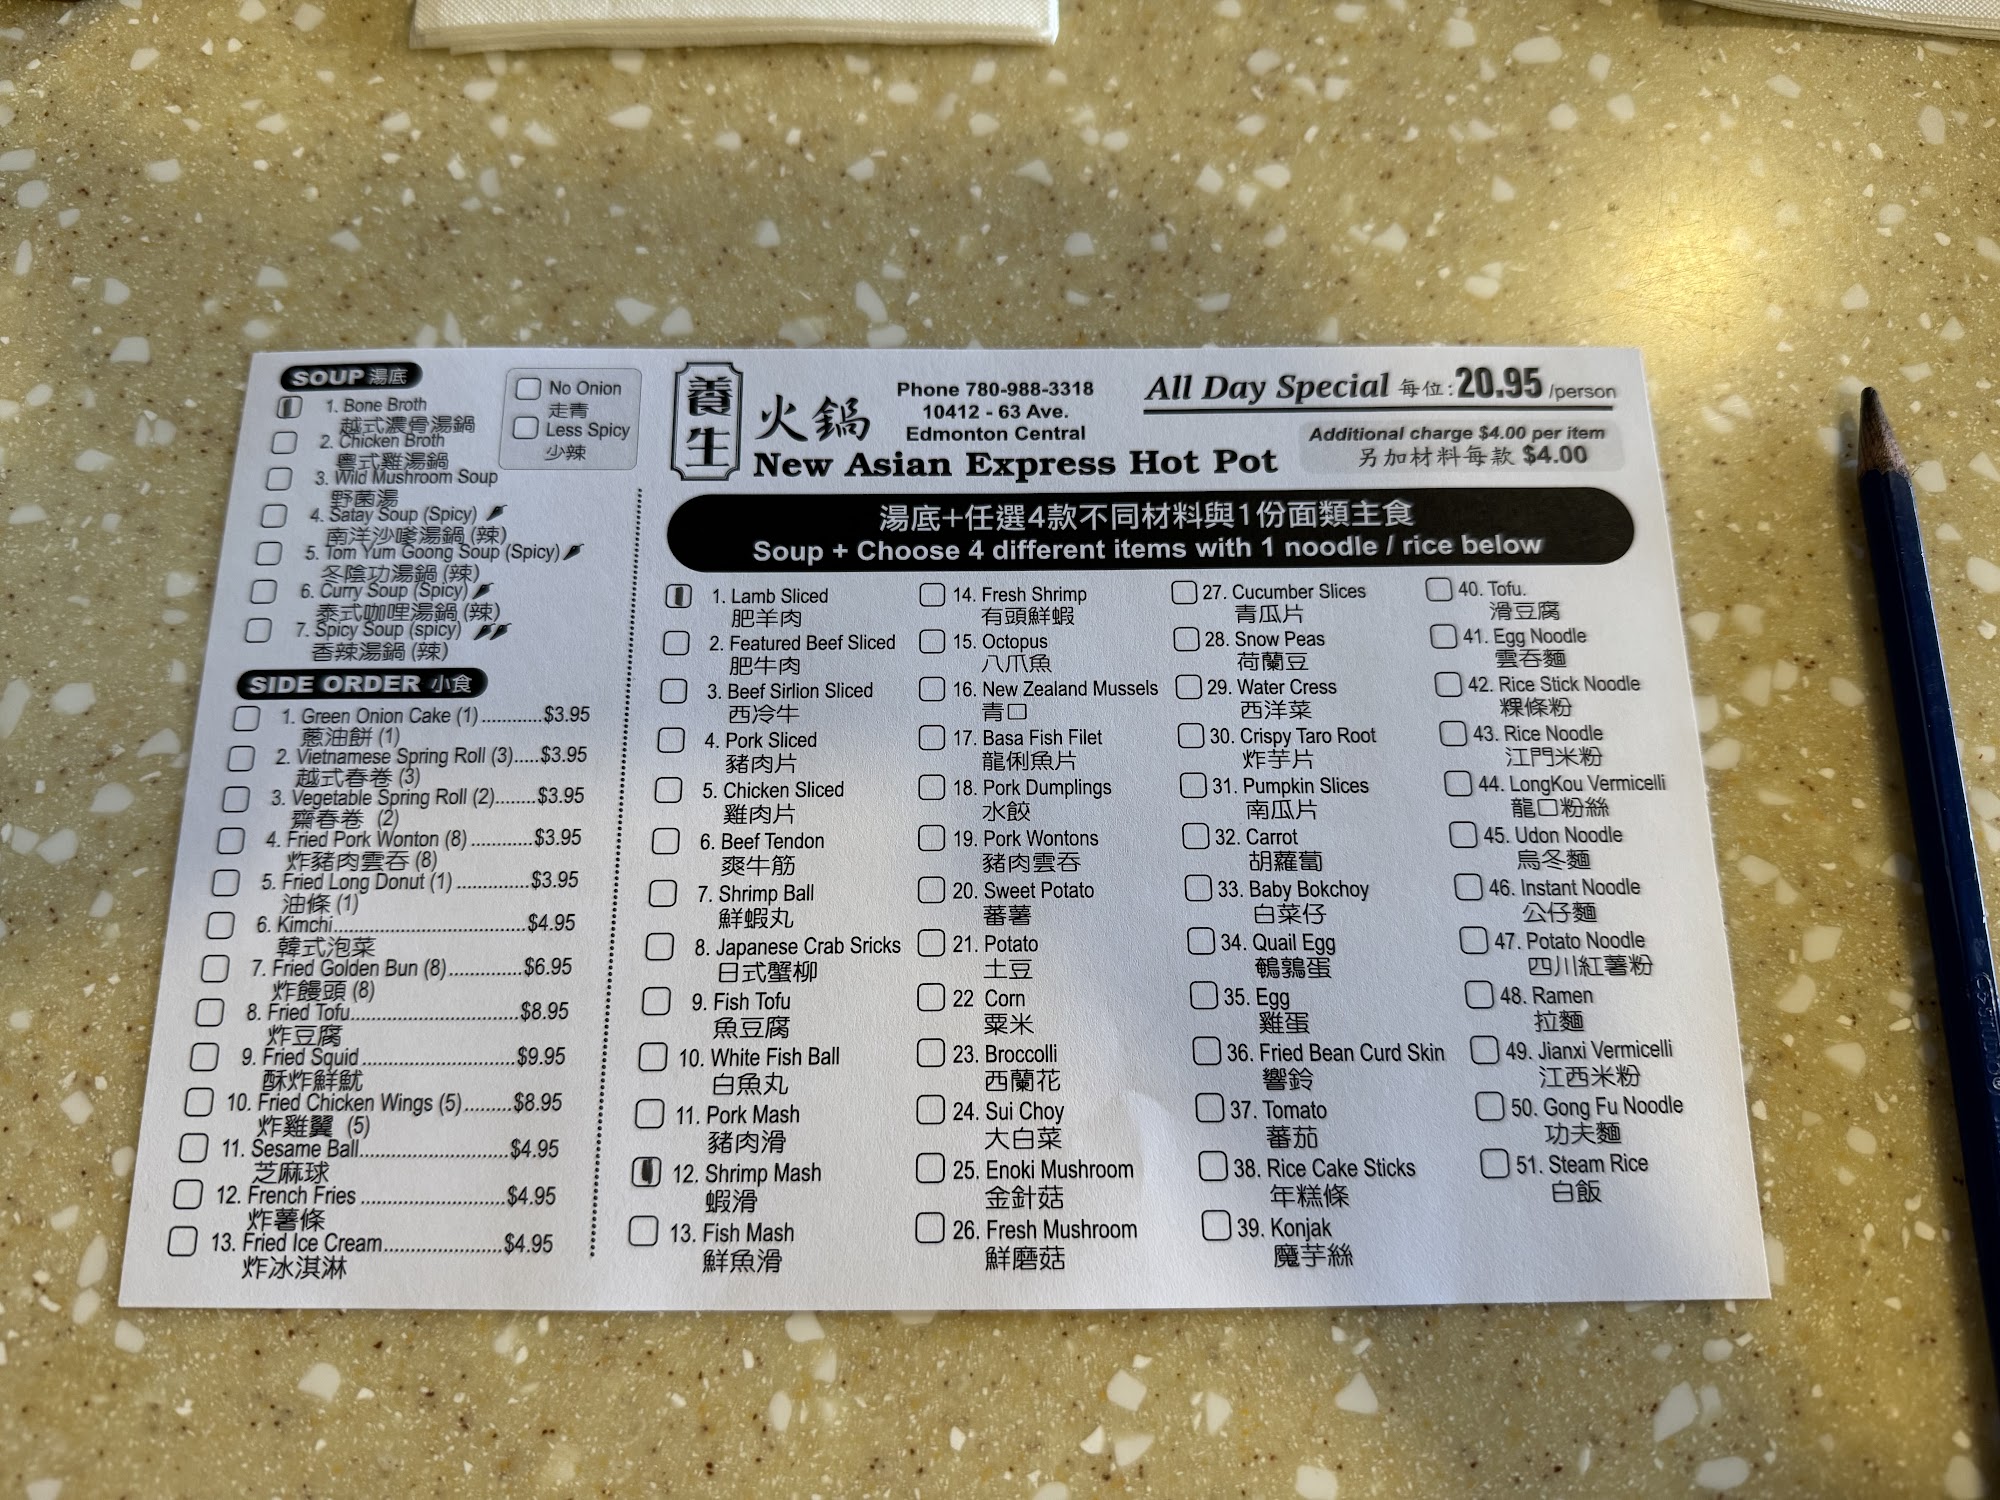 SOUP 湯底
1. Bone Broth
越式濃骨湯鍋
2. Chicken Broth
粵式雞湯鍋
3. Wild Mushroom Soup
野菌湯
4. Satay Soup (Spicy)
南洋沙嗲湯鍋 (辣)
5. Tom Yum Goong Soup (Spicy)
冬陰功湯鍋 (辣)
6. Curry Soup (Spicy)
泰式咖哩湯鍋 (辣)
7. Spicy Soup (spicy)
香辣湯鍋 (辣)
No Onion
走青
Less Spicy
少辣
SIDE ORDER 小食
1. Green Onion Cake (1)............$3.95
蔥油餅 (1)
2. Vietnamese Spring Roll (3).....$3.95
越式春卷 (3)
3. Vegetable Spring Roll (2)........$3.95
齋春卷 (2)
4. Fried Pork Wonton (8) ............$3.95
炸豬肉雲吞 (8)
5. Fried Long Donut (1) ..............$3.95
油條 (1)
6. Kimchi.....................................$4.95
韓式泡菜
7. Fried Golden Bun (8)..............$6.95
炸饅頭 (8)
8. Fried Tofu................................$8.95
炸豆腐
9. Fried Squid .............................$9.95
酥炸鮮魷
10. Fried Chicken Wings (5).........$8.95
炸雞翼 (5)
11. Sesame Ball............................$4.95
芝麻球
12. French Fries ...........................$4.95
炸薯條
13. Fried Ice Cream......................$4.95
炸冰淇淋
養生
火鍋
Phone 780-988-3318
10412 - 63 Ave.
Edmonton Central
New Asian Express Hot Pot
All Day Special 每位:20.95 /person
Additional charge $4.00 per item
另加材料每款 $4.00
湯底+任選4款不同材料與1份面類主食
Soup + Choose 4 different items with 1 noodle / rice below
1. Lamb Sliced
肥羊肉
2. Featured Beef Sliced
肥牛肉
3. Beef Sirlion Sliced
西冷牛
4. Pork Sliced
豬肉片
5. Chicken Sliced
雞肉片
6. Beef Tendon
爽牛筋
7. Shrimp Ball
鮮蝦丸
8. Japanese Crab Sricks
日式蟹柳
9. Fish Tofu
魚豆腐
10. White Fish Ball
白魚丸
11. Pork Mash
豬肉滑
12. Shrimp Mash
蝦滑
13. Fish Mash
鮮魚滑
14. Fresh Shrimp
有頭鮮蝦
15. Octopus
八爪魚
16. New Zealand Mussels
青口
17. Basa Fish Filet
龍俐魚片
18. Pork Dumplings
水餃
19. Pork Wontons
豬肉雲吞
20. Sweet Potato
蕃薯
21. Potato
土豆
22 Corn
粟米
23. Broccolli
西蘭花
24. Sui Choy
大白菜
25. Enoki Mushroom
金針菇
26. Fresh Mushroom
鮮磨菇
27. Cucumber Slices
青瓜片
28. Snow Peas
荷蘭豆
29. Water Cress
西洋菜
30. Crispy Taro Root
炸芋片
31. Pumpkin Slices
南瓜片
32. Carrot
胡蘿蔔
33. Baby Bokchoy
白菜仔
34. Quail Egg
鵪鶉蛋
35. Egg
雞蛋
36. Fried Bean Curd Skin
響鈴
37. Tomato
蕃茄
38. Rice Cake Sticks
年糕條
39. Konjak
魔芋絲
40. Tofu.
滑豆腐
41. Egg Noodle
雲吞麵
42. Rice Stick Noodle
粿條粉
43. Rice Noodle
江門米粉
44. LongKou Vermicelli
龍口粉絲
45. Udon Noodle
烏冬麵
46. Instant Noodle
公仔麵
47. Potato Noodle
四川紅薯粉
48. Ramen
拉麵
49. Jianxi Vermicelli
江西米粉
50. Gong Fu Noodle
功夫麵
51. Steam Rice
白飯